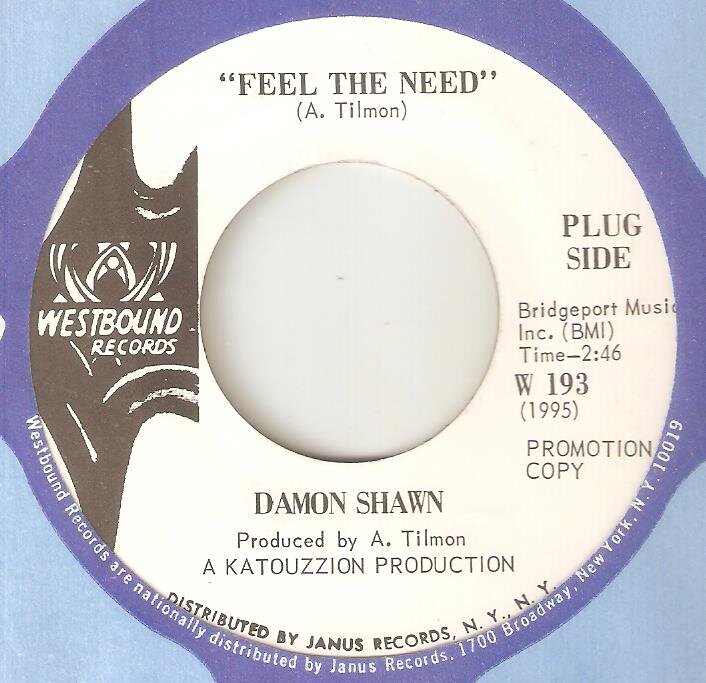 "FEEL THE NEED"
(A. Tilmon)
PLUG
SIDE
WESTBOUND
RECORDS
Bridgeport Music
Inc. (BMI)
Time—2:46
W 193
(1995)
PROMOTION
COPY
DAMON SHAWN
Produced by A. Tilmon
A KATOUZZION PRODUCTION
DISTRIBUTED BY JANUS RECORDS, N. Y., N. Y.
Westbound Records are nationally distributed by Janus Records. 1700 Broadway, New York, N.Y. 10019